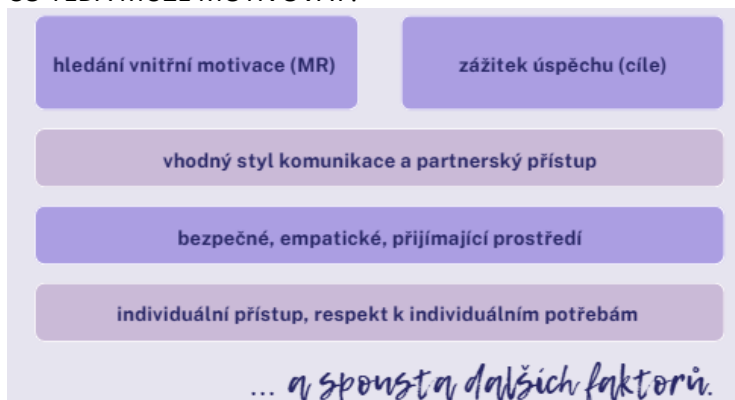 hledání vnitřní motivace (MR)
zážitek úspěchu (cíle)
vhodný styl komunikace a partnerský přístup
bezpečné, empatické, přijímající prostředí
individuální přístup, respekt k individuálním potřebám
... a spousta dalších faktorů.